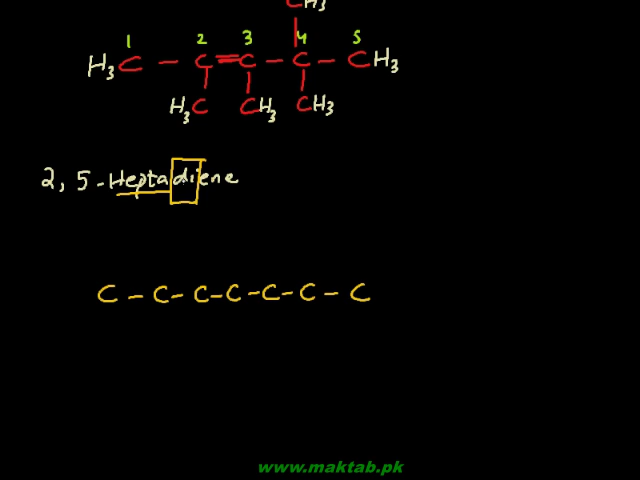 CH3
1 2 3 4 5
H3C - C = C - C - CH3
H3C CH3 CH3
2, 5 - Heptadiene
C - C - C - C - C - C - C
www.maktab.pk